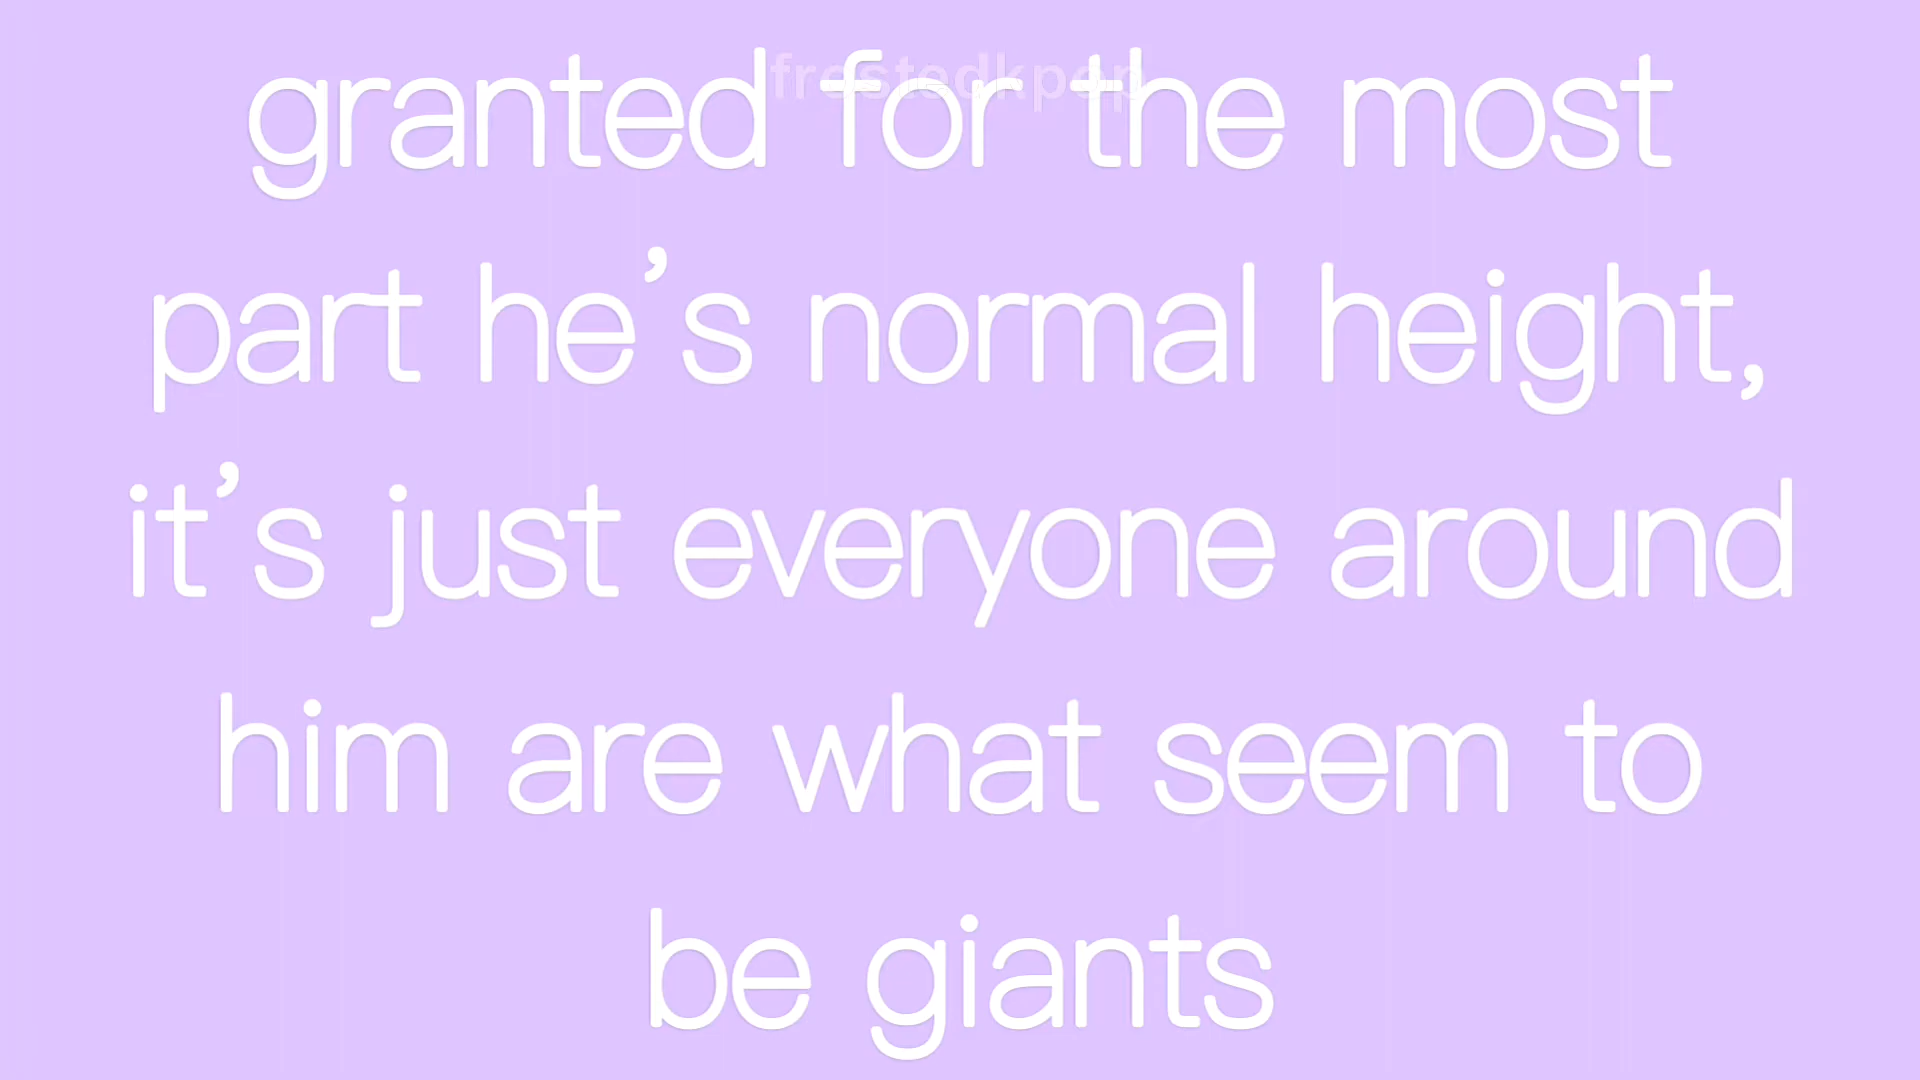 frostedkpop
granted for the most
part he’s normal height,
it’s just everyone around
him are what seem to
be giants